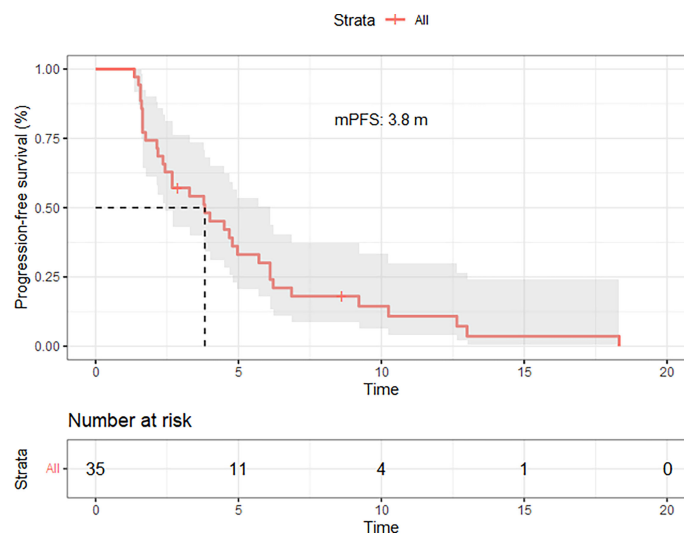 Strata All
1.00
0.75
0.50
0.25
0.00
Progression-free survival (%)
mPFS: 3.8 m
0 5 10 15 20
Time
Number at risk
Strata
All 35 11 4 1 0
0 5 10 15 20
Time